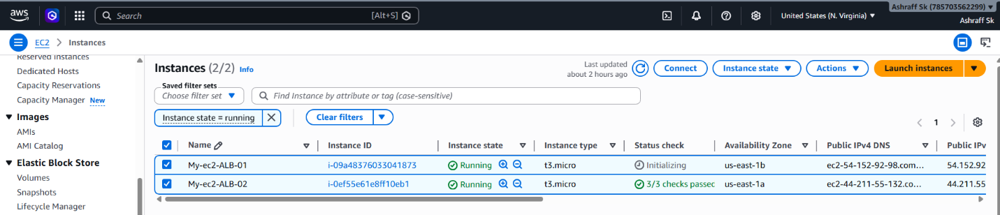 aws
Search [Alt+S]
United States (N. Virginia)
Ashraff Sk (785703562299)
Ashraff Sk
EC2 Instances
Reserved Instances
Dedicated Hosts
Capacity Reservations
Capacity Manager New
Images
AMIs
AMI Catalog
Elastic Block Store
Volumes
Snapshots
Lifecycle Manager
Instances (2/2) Info
Last updated
about 2 hours ago
Connect Instance state Actions Launch instances
Saved filter sets
Choose filter set Find Instance by attribute or tag (case-sensitive)
Instance state = running Clear filters
1
Name Instance ID Instance state Instance type Status check Availability Zone Public IPv4 DNS Public IPv
My-ec2-ALB-01 i-09a48376033041873 Running t3.micro Initializing us-east-1b ec2-54-152-92-98.com... 54.152.92
My-ec2-ALB-02 i-0ef55e61e8ff10eb1 Running t3.micro 3/3 checks passed us-east-1a ec2-44-211-55-132.co... 44.211.55